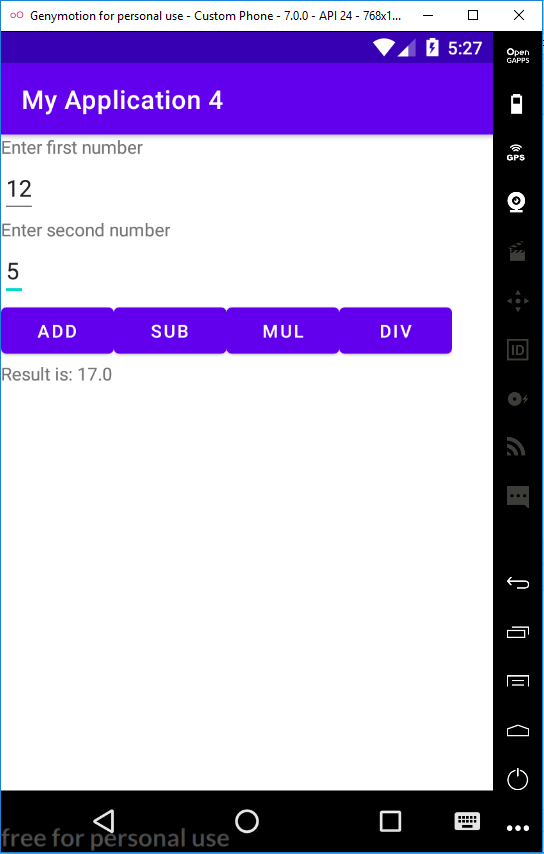 Genymotion for personal use - Custom Phone - 7.0.0 - API 24 - 768x1...
5:27
Open
GAPPS
My Application 4
GPS
Enter first number
12
Enter second number
5
ADD SUB MUL DIV
ID
Result is: 17.0
free for personal use